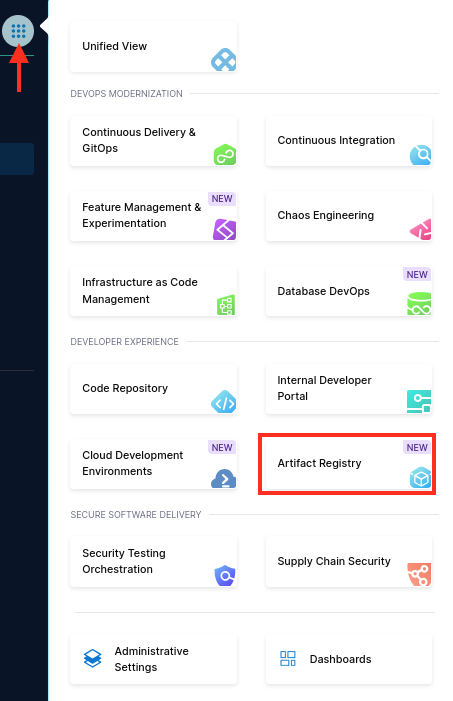 Unified View
DEVOPS MODERNIZATION
Continuous Delivery &
GitOps
Continuous Integration
NEW
Feature Management &
Experimentation
Chaos Engineering
Infrastructure as Code
Management
NEW
Database DevOps
DEVELOPER EXPERIENCE
Code Repository
Internal Developer
Portal
NEW
Cloud Development
Environments
NEW
Artifact Registry
SECURE SOFTWARE DELIVERY
Security Testing
Orchestration
Supply Chain Security
Administrative
Settings
Dashboards